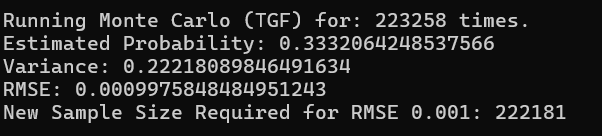 Running Monte Carlo (TGF) for: 223258 times.
Estimated Probability: 0.3332064248537566
Variance: 0.22218089846491634
RMSE: 0.0009975848484951243
New Sample Size Required for RMSE 0.001: 222181